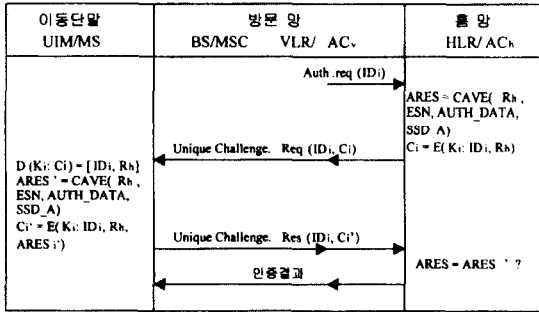 이동단말
UIM/MS
방문 망
BS/MSC VLR/ ACv
홈 망
HLR/ ACh
Auth.req (IDi)
ARES = CAVE( Rh ,
ESN, AUTH_DATA,
SSD_A)
Ci = E( Ki: IDi, Rh)
Unique Challenge. Req (IDi, Ci)
D (Ki: Ci) = [ IDi, Rh]
ARES ' = CAVE( Rh ,
ESN, AUTH_DATA,
SSD_A)
Ci' = E( Ki: IDi, Rh,
ARES i')
Unique Challenge. Res (IDi, Ci')
인증결과
ARES = ARES ' ?